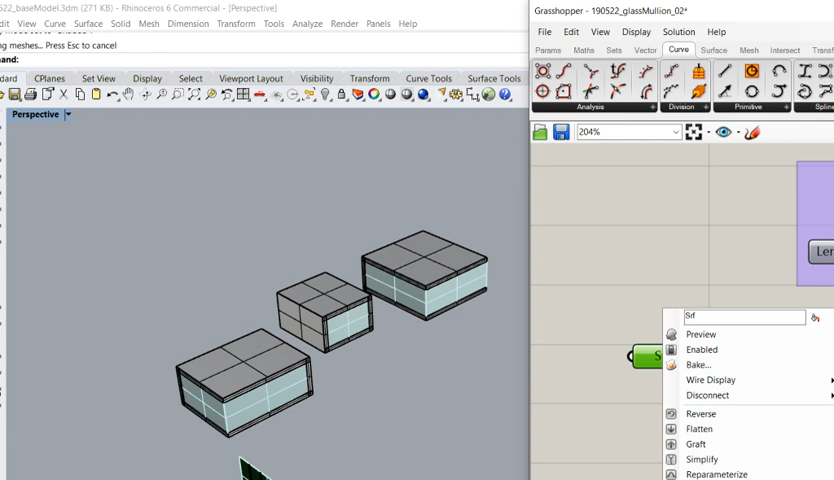 522_baseModel.3dm (271 KB) - Rhinoceros 6 Commercial - [Perspective]
dit View Curve Surface Solid Mesh Dimension Transform Tools Analyze Render Panels Help
ng meshes... Press Esc to cancel
mand:
dard CPlanes Set View Display Select Viewport Layout Visibility Transform Curve Tools Surface Tools
Perspective
Grasshopper - 190522_glassMullion_02*
File Edit View Display Solution Help
Params Maths Sets Vector Curve Surface Mesh Intersect Transf
Analysis Division Primitive Splin
204%
Ler
S
Srf
Preview
Enabled
Bake...
Wire Display
Disconnect
Reverse
Flatten
Graft
Simplify
Reparameterize